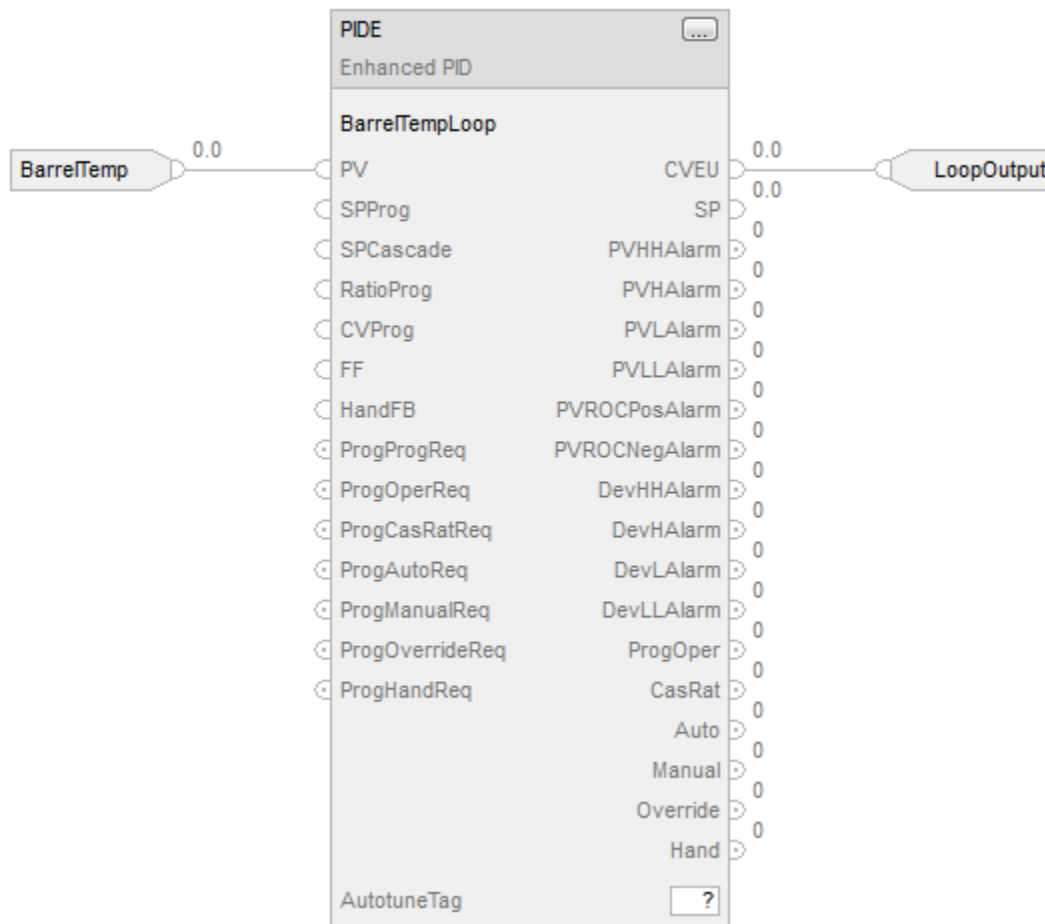 PIDE ...
Enhanced PID
BarrelTempLoop
BarrelTemp 0.0 PV CVEU 0.0 LoopOutput
SPProg SP 0.0
SPCascade PVHHAlarm 0
RatioProg PVHAlarm 0
CVProg PVLAlarm 0
FF PVLLAlarm 0
HandFB PVROCPosAlarm 0
ProgProgReq PVROCNegAlarm 0
ProgOperReq DevHHAlarm 0
ProgCasRatReq DevHAlarm 0
ProgAutoReq DevLAlarm 0
ProgManualReq DevLLAlarm 0
ProgOverrideReq ProgOper 0
ProgHandReq CasRat 0
Auto 0
Manual 0
Override 0
Hand 0
AutotuneTag ?